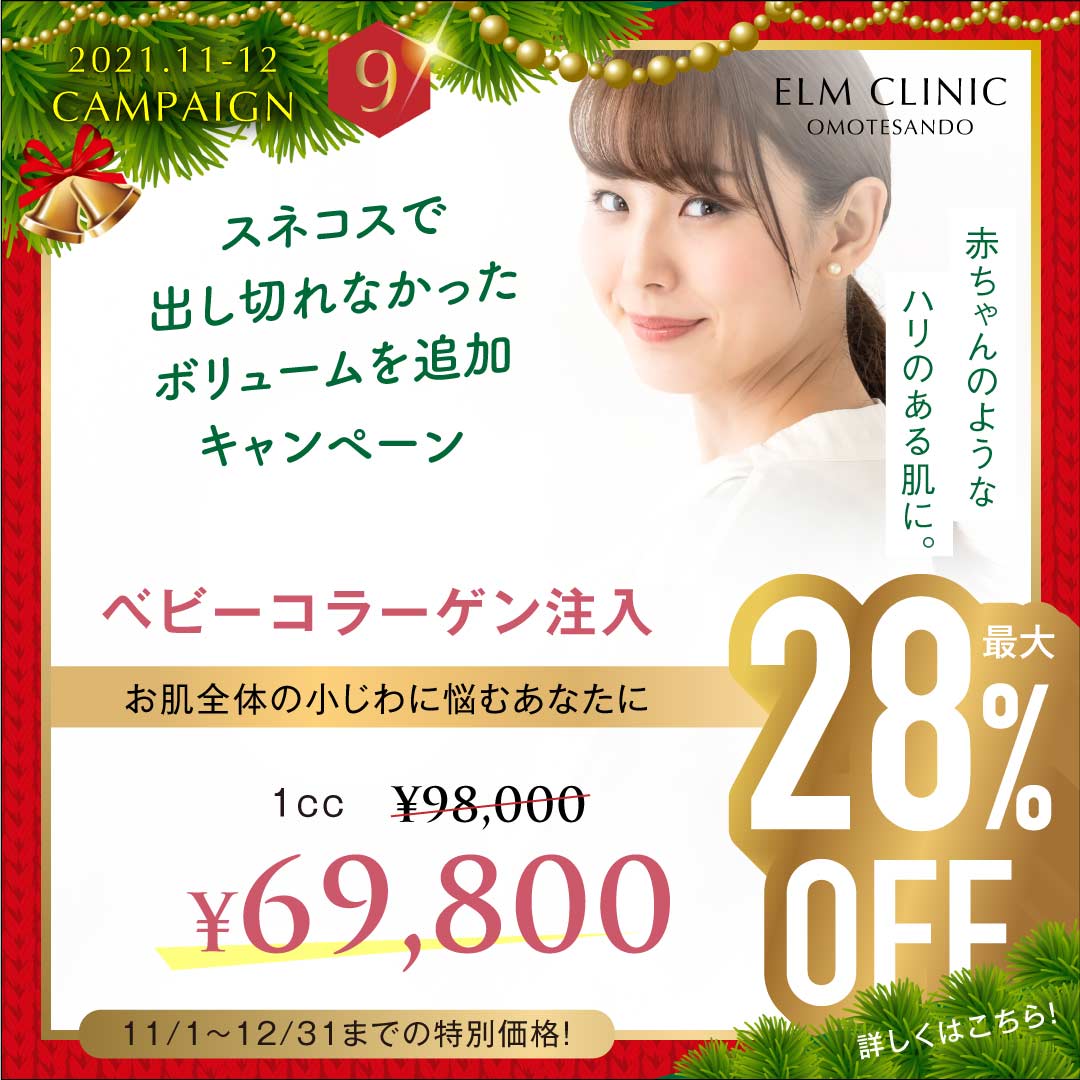 2021.11-12
CAMPAIGN
9
ELM CLINIC
OMOTESANDO
スネコスで
出し切れなかった
ボリュームを追加
キャンペーン
赤ちゃんのような
ハリのある肌に。
ベビーコラーゲン注入
お肌全体の小じわに悩むあなたに
1cc ¥98,000
¥69,800
最大
28%
OFF
11/1〜12/31までの特別価格!
詳しくはこちら!